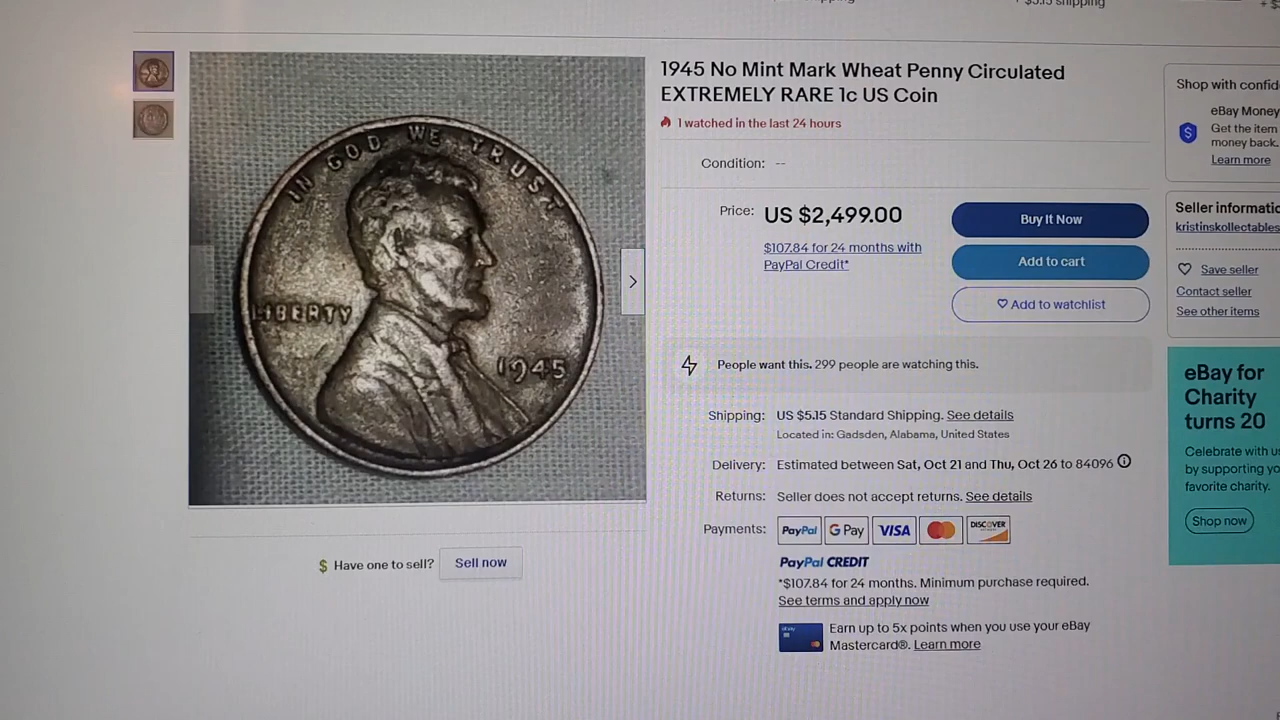 $5.15 shipping
1945 No Mint Mark Wheat Penny Circulated
EXTREMELY RARE 1c US Coin
1 watched in the last 24 hours
Condition: --
Price: US $2,499.00
$107.84 for 24 months with
PayPal Credit*
Buy It Now
Add to cart
Add to watchlist
People want this. 299 people are watching this.
Shipping: US $5.15 Standard Shipping. See details
Located in: Gadsden, Alabama, United States
Delivery: Estimated between Sat, Oct 21 and Thu, Oct 26 to 84096
Returns: Seller does not accept returns. See details
Payments: PayPal G Pay VISA DISCOVER
PayPal CREDIT
*$107.84 for 24 months. Minimum purchase required.
See terms and apply now
Earn up to 5x points when you use your eBay
Mastercard®. Learn more
IN GOD WE TRUST
LIBERTY
1945
$ Have one to sell? Sell now
Shop with confid
eBay Money
Get the item
money back.
Learn more
Seller informatio
kristinskollectables
Save seller
Contact seller
See other items
eBay for
Charity
turns 20
Celebrate with us
by supporting yo
favorite charity.
Shop now